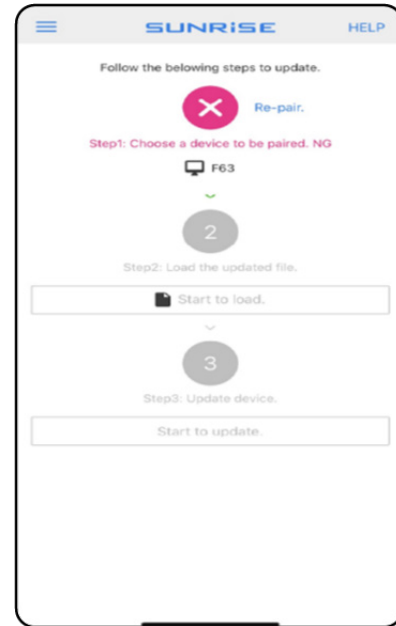 SUNRiSE HELP
Follow the belowing steps to update.
Re-pair.
Step1: Choose a device to be paired. NG
F63
2
Step2: Load the updated file.
Start to load.
3
Step3: Update device.
Start to update.